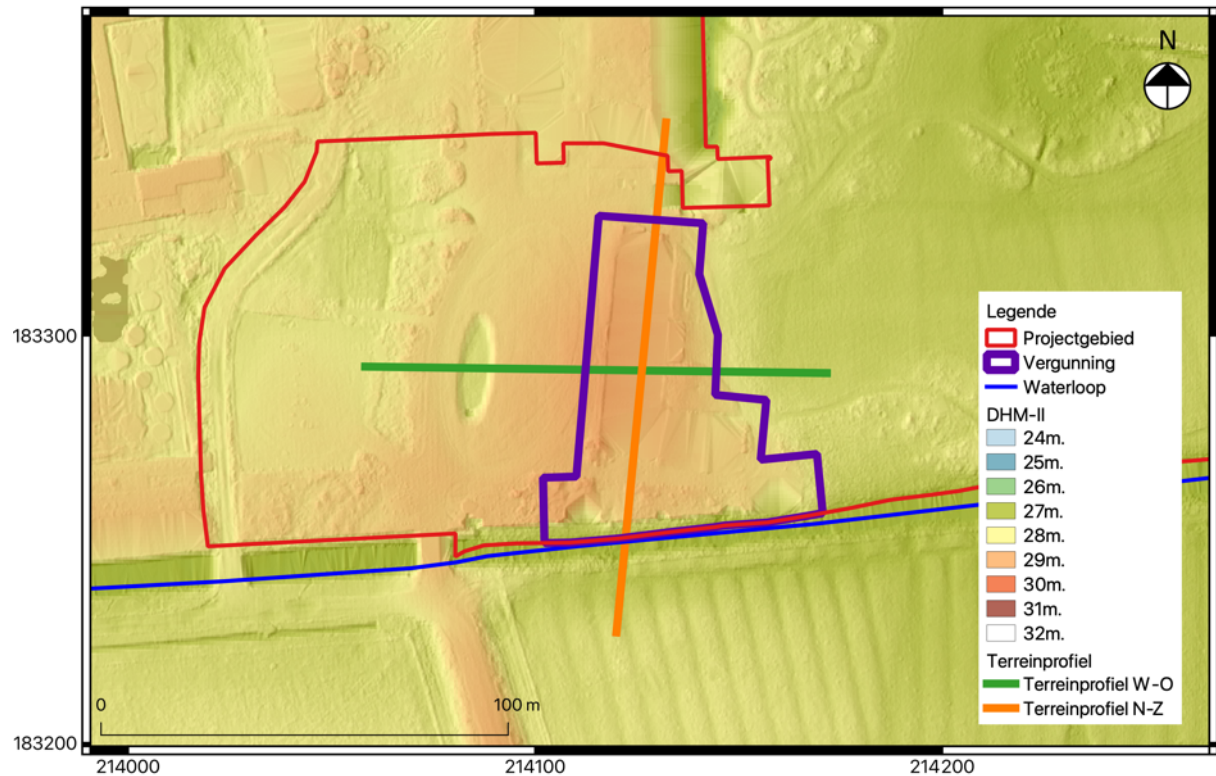 N
183300
183200
214000
214100
214200
0
100 m
Legende
Projectgebied
Vergunning
Waterloop
DHM-II
24m.
25m.
26m.
27m.
28m.
29m.
30m.
31m.
32m.
Terreinprofiel
Terreinprofiel W-O
Terreinprofiel N-Z